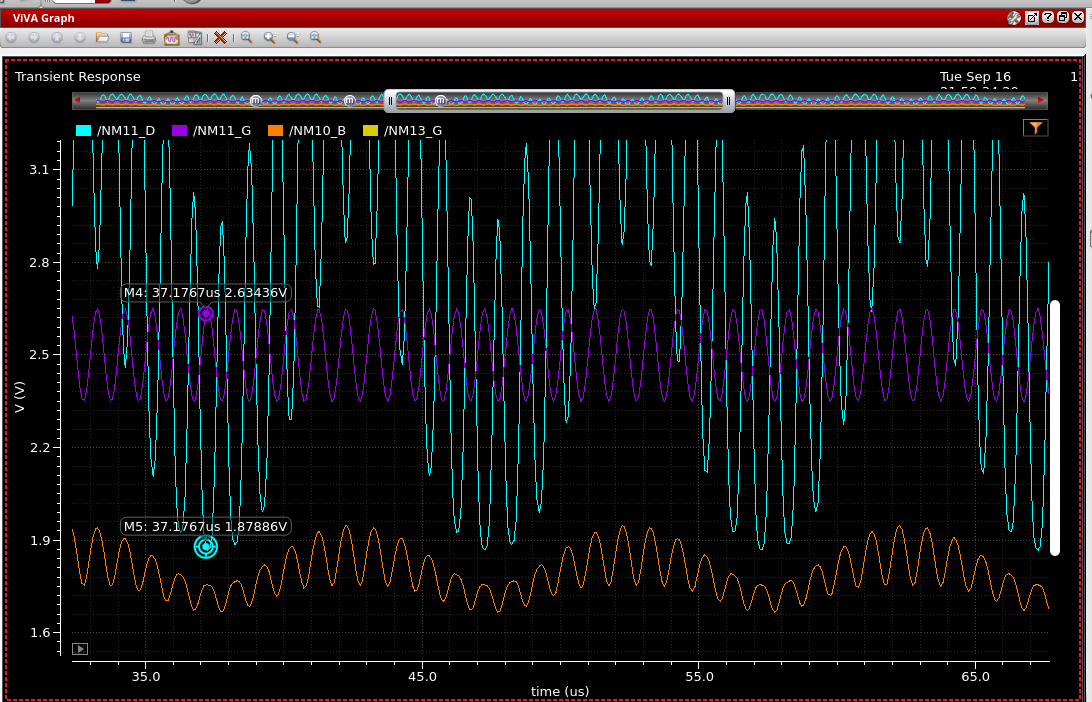 ViVA Graph
Transient Response
Tue Sep 16
1
/NM11_D /NM11_G /NM10_B /NM13_G
3.1
2.8
M4: 37.1767us 2.63436V
2.5
V (V)
2.2
M5: 37.1767us 1.87886V
1.9
1.6
35.0 45.0 55.0 65.0
time (us)